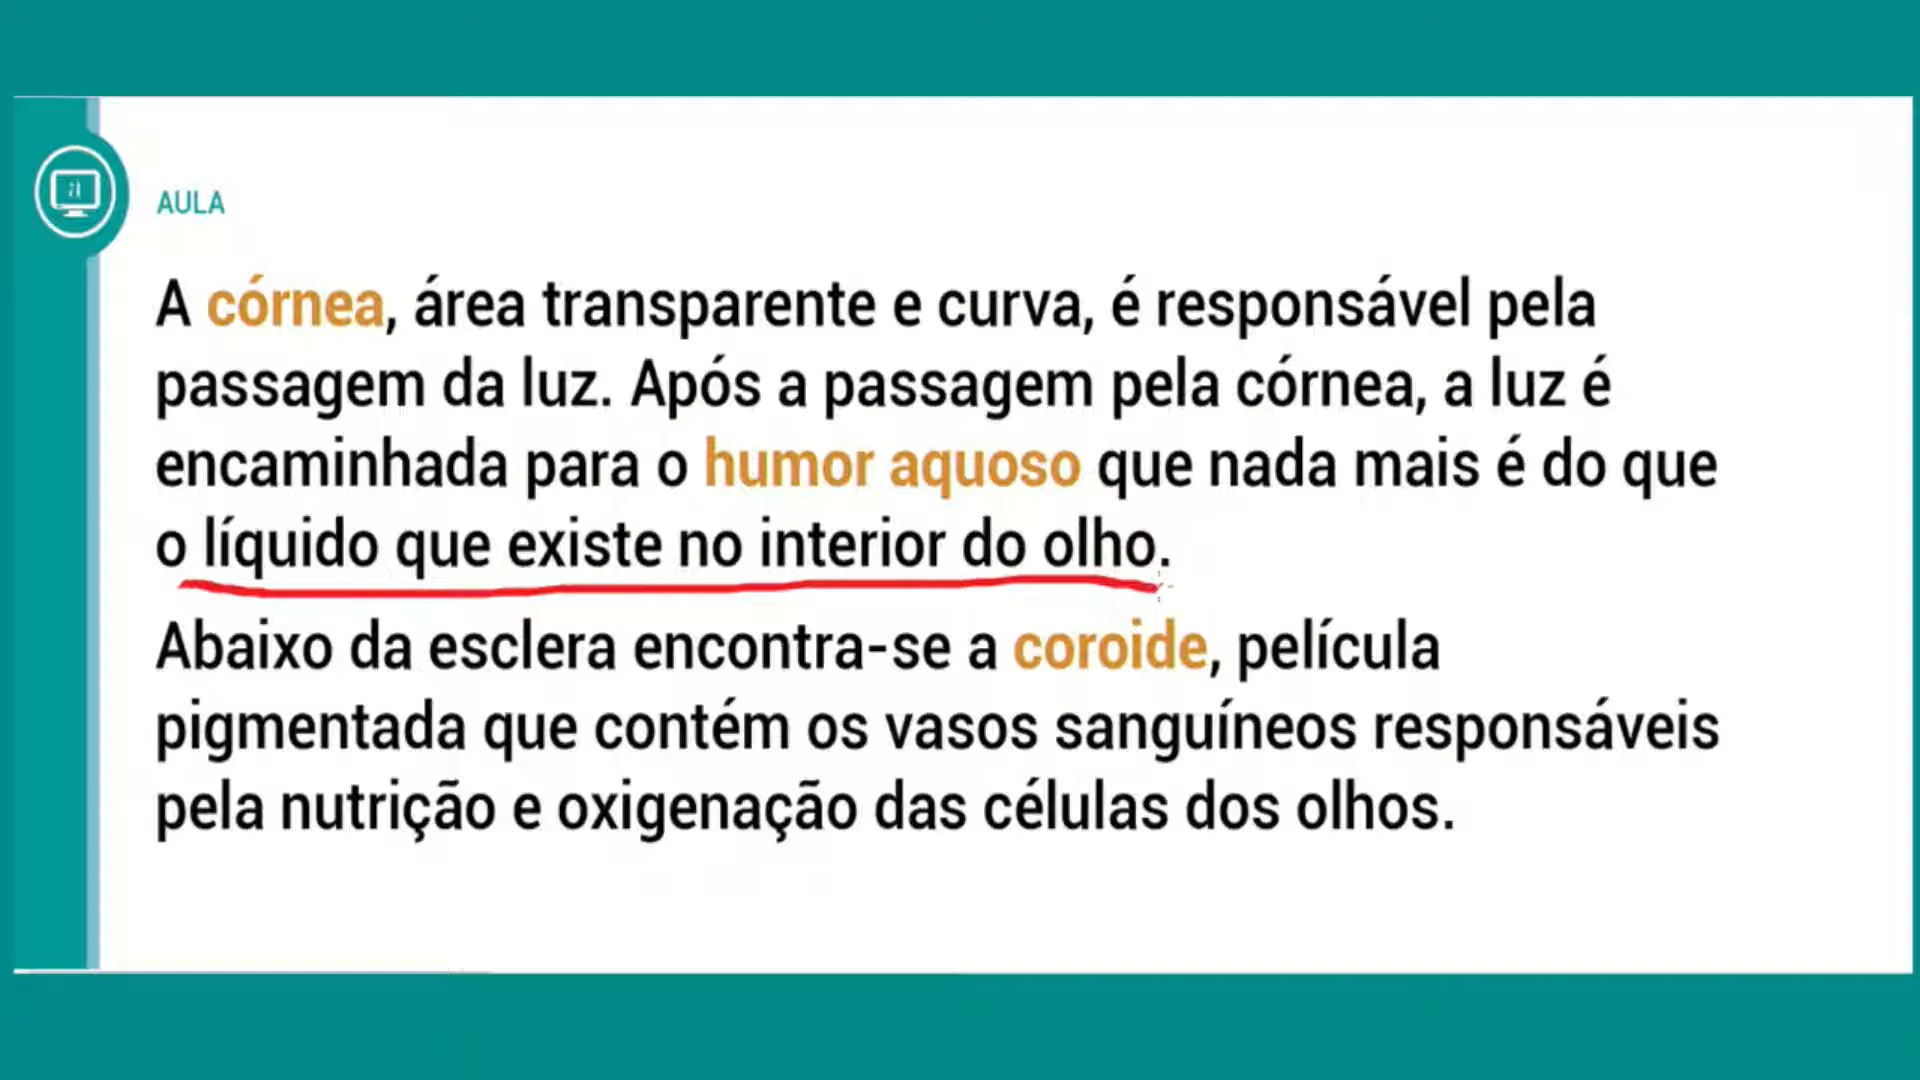 AULA
A córnea, área transparente e curva, é responsável pela
passagem da luz. Após a passagem pela córnea, a luz é
encaminhada para o humor aquoso que nada mais é do que
o líquido que existe no interior do olho.
Abaixo da esclera encontra-se a coroide, película
pigmentada que contém os vasos sanguíneos responsáveis
pela nutrição e oxigenação das células dos olhos.